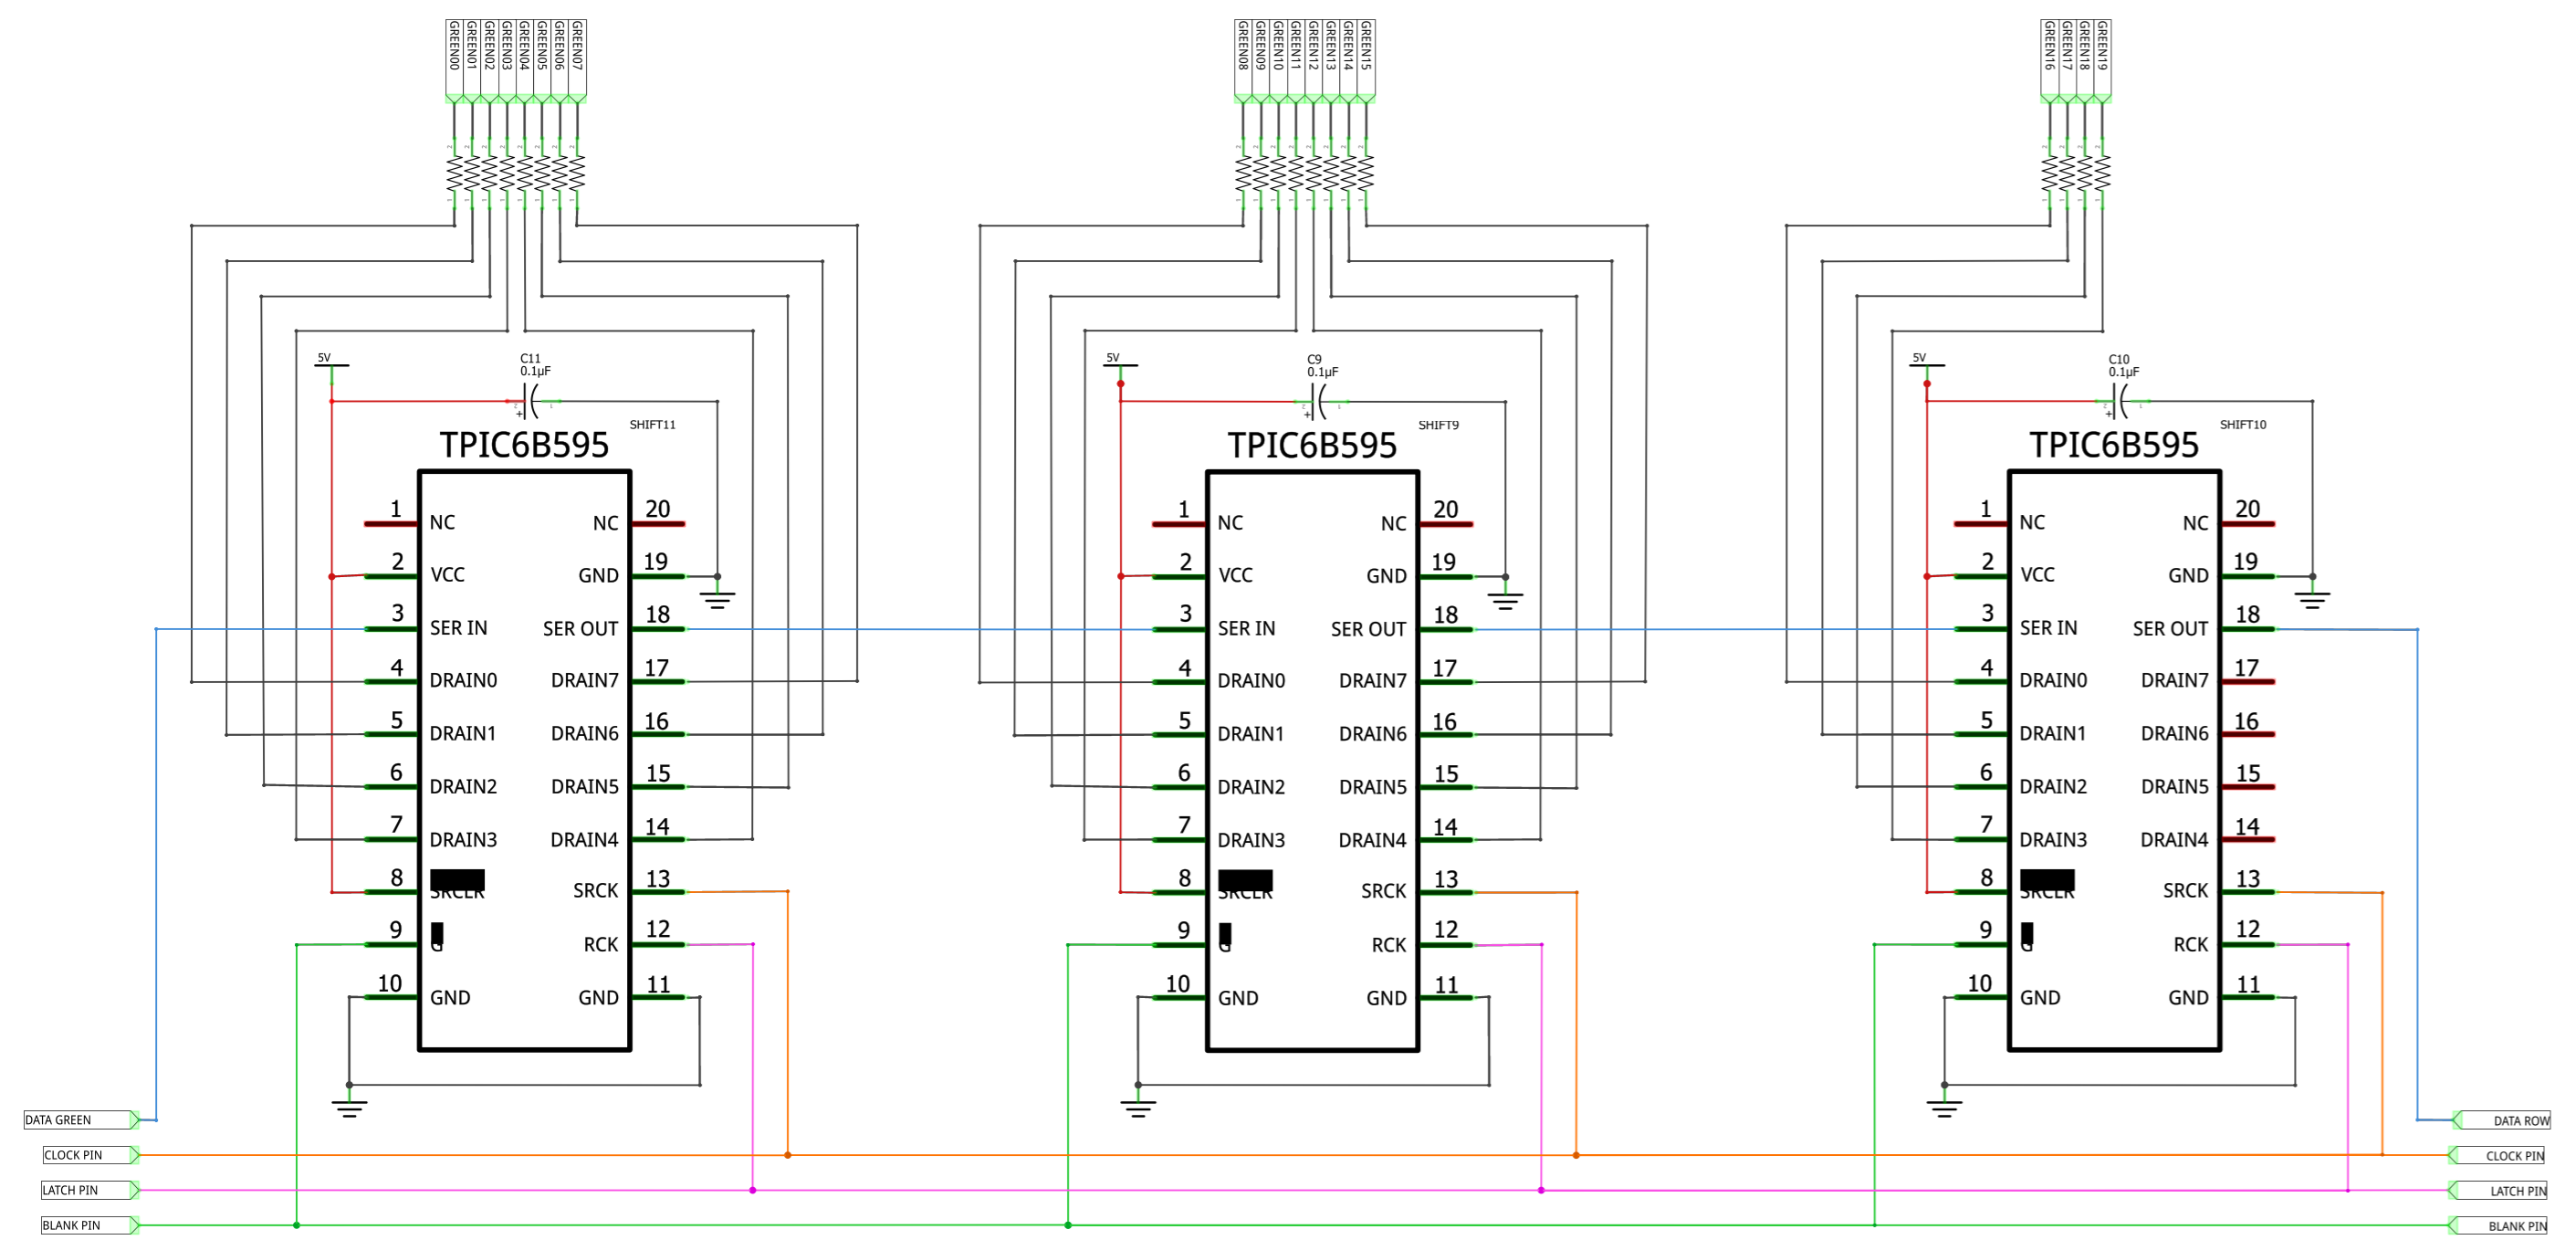 GREEN00
GREEN01
GREEN02
GREEN03
GREEN04
GREEN05
GREEN06
GREEN07
GREEN08
GREEN09
GREEN10
GREEN11
GREEN12
GREEN13
GREEN14
GREEN15
GREEN16
GREEN17
GREEN18
GREEN19
5V
C11
0.1µF
+
SHIFT11
TPIC6B595
1 NC NC 20
2 VCC GND 19
3 SER IN SER OUT 18
4 DRAIN0 DRAIN7 17
5 DRAIN1 DRAIN6 16
6 DRAIN2 DRAIN5 15
7 DRAIN3 DRAIN4 14
8 SRCLR SRCK 13
9 G RCK 12
10 GND GND 11
5V
C9
0.1µF
+
SHIFT9
TPIC6B595
1 NC NC 20
2 VCC GND 19
3 SER IN SER OUT 18
4 DRAIN0 DRAIN7 17
5 DRAIN1 DRAIN6 16
6 DRAIN2 DRAIN5 15
7 DRAIN3 DRAIN4 14
8 SRCLR SRCK 13
9 G RCK 12
10 GND GND 11
5V
C10
0.1µF
+
SHIFT10
TPIC6B595
1 NC NC 20
2 VCC GND 19
3 SER IN SER OUT 18
4 DRAIN0 DRAIN7 17
5 DRAIN1 DRAIN6 16
6 DRAIN2 DRAIN5 15
7 DRAIN3 DRAIN4 14
8 SRCLR SRCK 13
9 G RCK 12
10 GND GND 11
DATA GREEN
CLOCK PIN
LATCH PIN
BLANK PIN
DATA ROW
CLOCK PIN
LATCH PIN
BLANK PIN